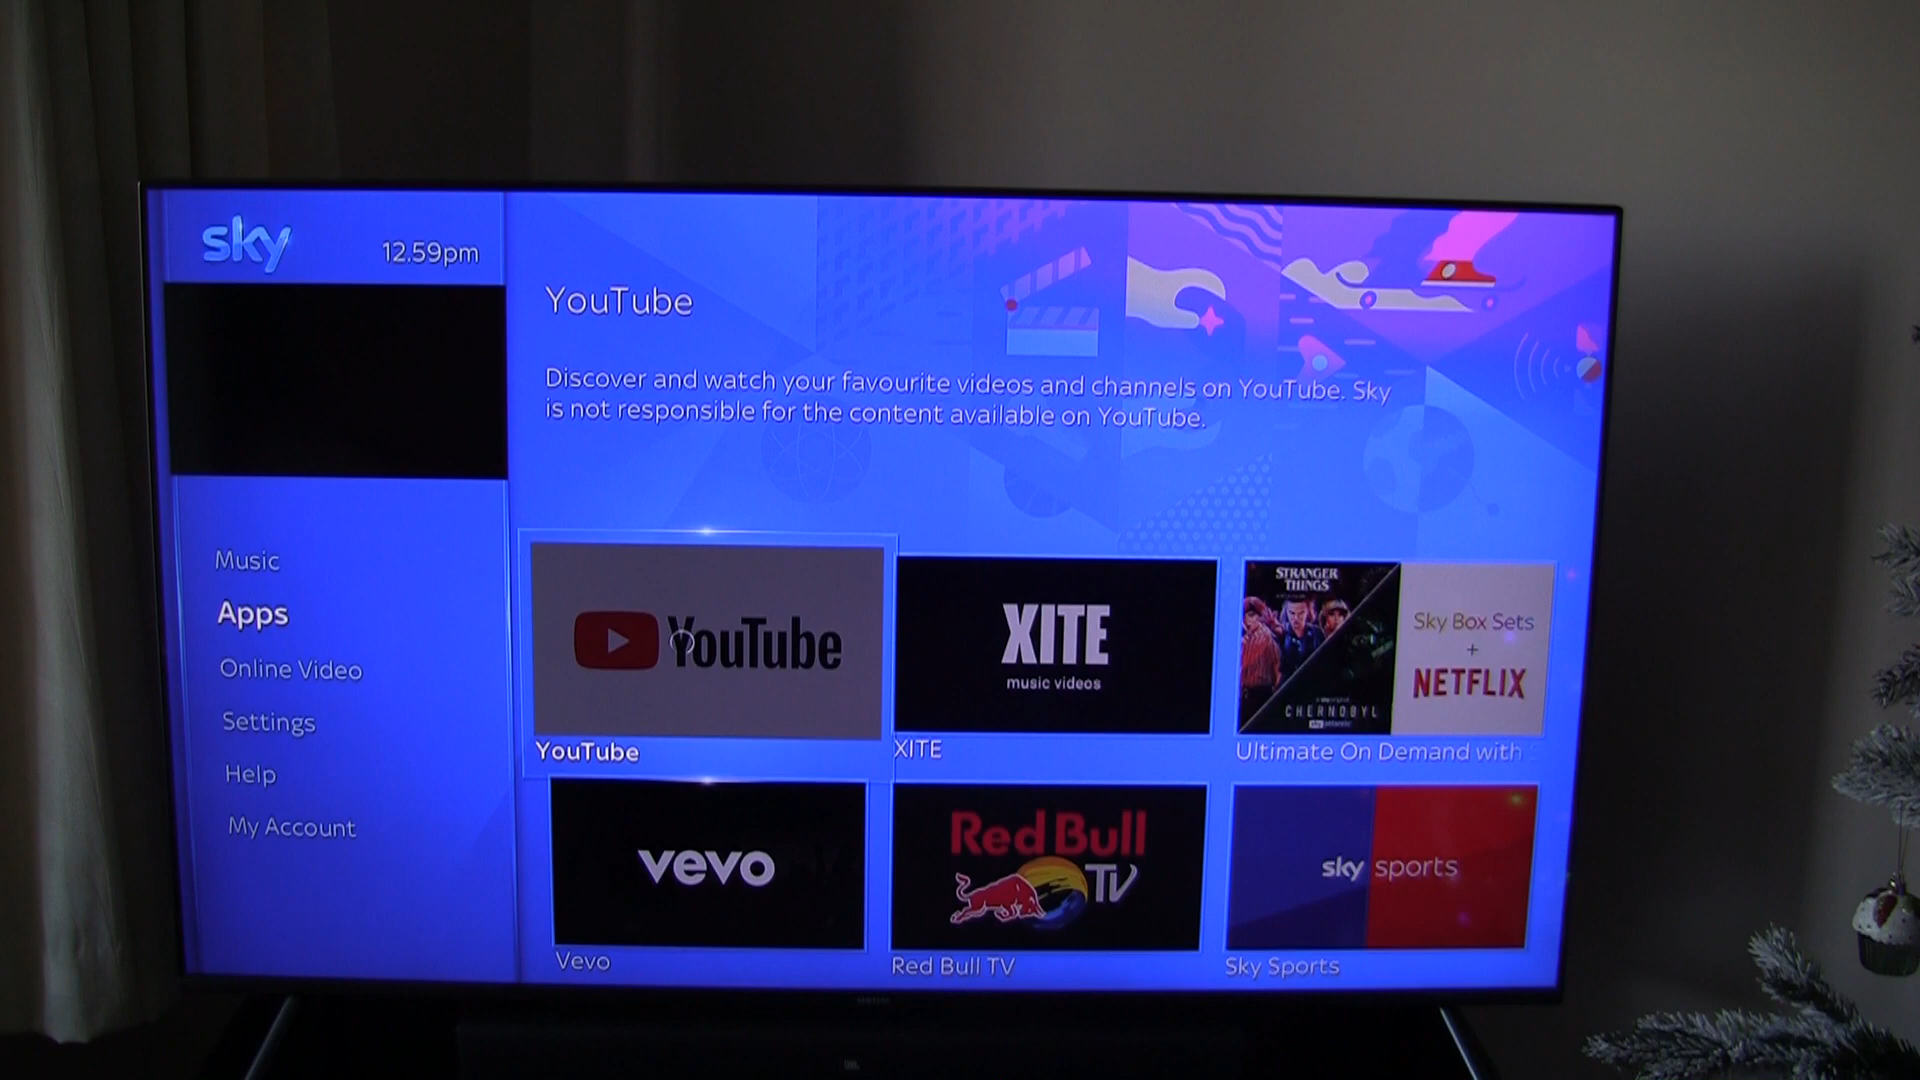 sky
12.59pm
YouTube
Discover and watch your favourite videos and channels on YouTube. Sky
is not responsible for the content available on YouTube.
Music
Apps
Online Video
Settings
Help
My Account
YouTube
YouTube
XITE
music videos
XITE
STRANGER
THINGS
CHERNOBYL
sky atlantic
Sky Box Sets
+
NETFLIX
Ultimate On Demand with
vevo
Vevo
Red Bull
TV
Red Bull TV
sky sports
Sky Sports
JBL